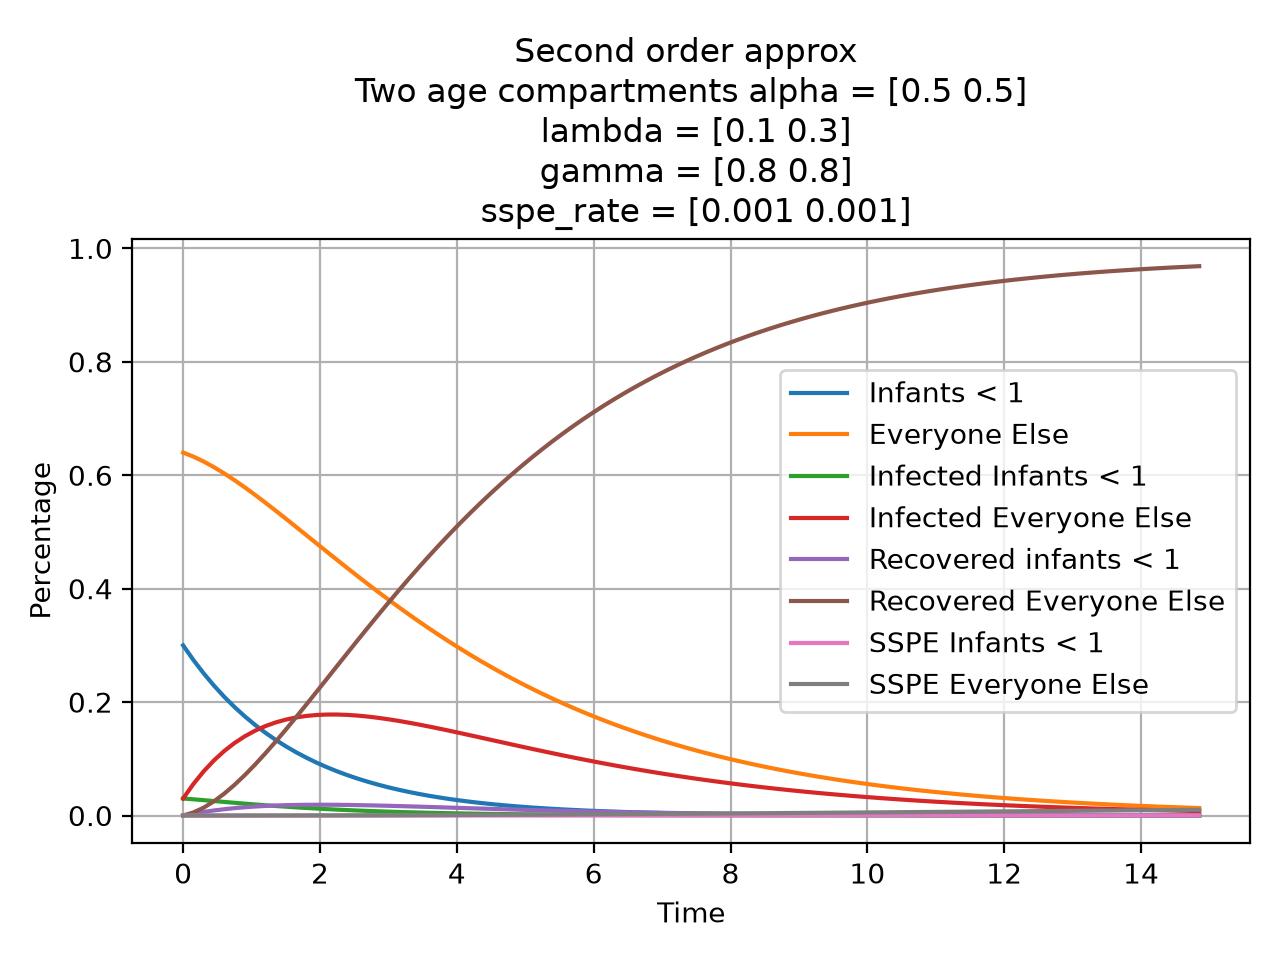 Second order approx
Two age compartments alpha = [0.5 0.5]
lambda = [0.1 0.3]
gamma = [0.8 0.8]
sspe_rate = [0.001 0.001]
Percentage
1.0
0.8
0.6
0.4
0.2
0.0
Infants < 1
Everyone Else
Infected Infants < 1
Infected Everyone Else
Recovered infants < 1
Recovered Everyone Else
SSPE Infants < 1
SSPE Everyone Else
0 2 4 6 8 10 12 14
Time